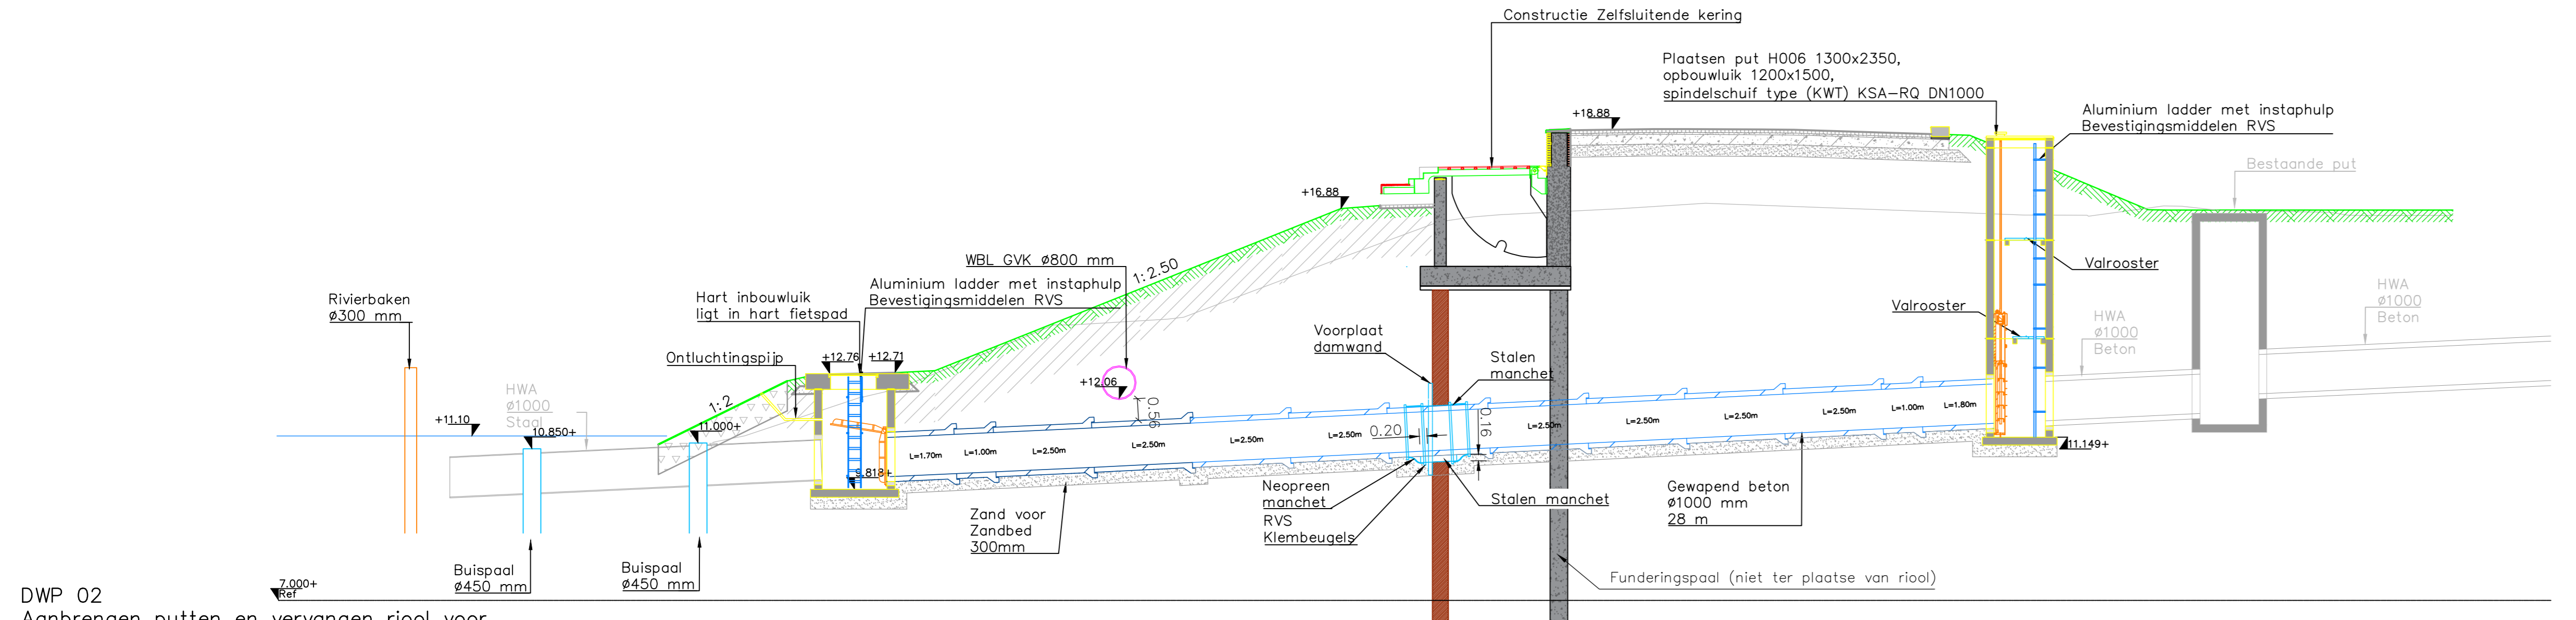 Constructie Zelfsluitende kering
Plaatsen put H006 1300x2350,
opbouwluik 1200x1500,
spindelschuif type (KWT) KSA-RQ DN1000
Aluminium ladder met instaphulp
Bevestigingsmiddelen RVS
+18.88
Bestaande put
+16.88
WBL GVK ø800 mm
1:2.50
Aluminium ladder met instaphulp
Bevestigingsmiddelen RVS
Hart inbouwluik
ligt in hart fietspad
Rivierbaken
ø300 mm
Valrooster
Valrooster
HWA
ø1000
Beton
HWA
ø1000
Beton
Voorplaat
damwand
Stalen
manchet
Ontluchtingspijp
+12.76
+12.71
+12.06
0.56
HWA
ø1000
Staal
1:2
+11.10
10.850+
11.000+
9.818+
L=1.70m
L=1.00m
L=2.50m
L=2.50m
L=2.50m
L=2.50m
0.20
0.16
L=2.50m
L=2.50m
L=2.50m
L=2.50m
L=1.00m
L=1.80m
11.149+
Neopreen
manchet
RVS
Klembeugels
Stalen manchet
Gewapend beton
ø1000 mm
28 m
Zand voor
Zandbed
300mm
Buispaal
ø450 mm
Buispaal
ø450 mm
Funderingspaal (niet ter plaatse van riool)
7.000+
Ref
DWP 02
Aanbrengen putten en vervangen riool voor